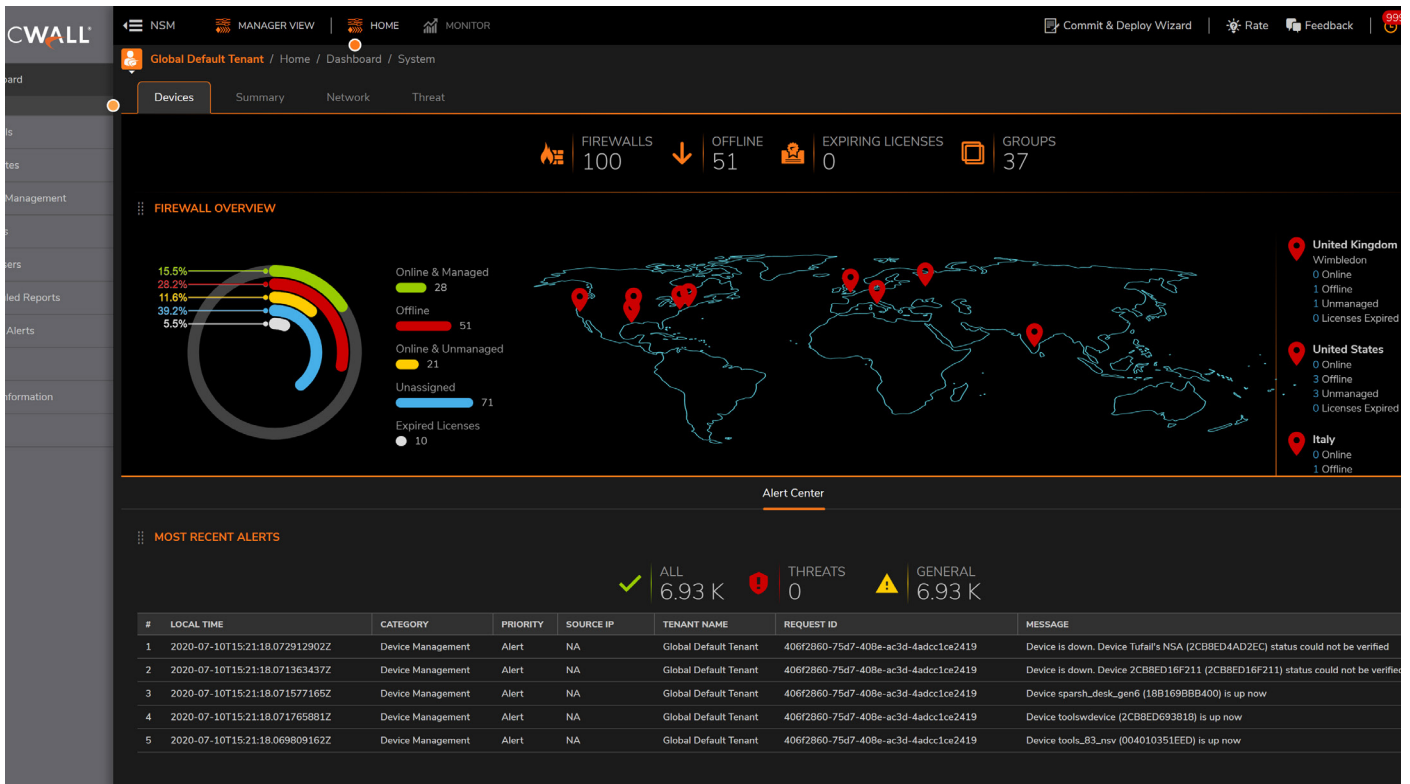 CWALL
NSM
MANAGER VIEW
HOME
MONITOR
Commit & Deploy Wizard
Rate
Feedback
999
Global Default Tenant / Home / Dashboard / System
Devices
Summary
Network
Threat
Management
Alerts
FIREWALLS
100
OFFLINE
51
EXPIRING LICENSES
0
GROUPS
37
FIREWALL OVERVIEW
15.5%
28.2%
11.6%
39.2%
5.5%
Online & Managed
28
Offline
51
Online & Unmanaged
21
Unassigned
71
Expired Licenses
10
United Kingdom
Wimbledon
0 Online
1 Offline
1 Unmanaged
0 Licenses Expired
United States
0 Online
3 Offline
3 Unmanaged
0 Licenses Expired
Italy
0 Online
1 Offline
Alert Center
MOST RECENT ALERTS
ALL
6.93 K
THREATS
0
GENERAL
6.93 K
# LOCAL TIME CATEGORY PRIORITY SOURCE IP TENANT NAME REQUEST ID MESSAGE
1 2020-07-10T15:21:18.072912902Z Device Management Alert NA Global Default Tenant 406f2860-75d7-408e-ac3d-4adcc1ce2419 Device is down. Device Tufail's NSA (2CB8ED4AD2EC) status could not be verified
2 2020-07-10T15:21:18.071363437Z Device Management Alert NA Global Default Tenant 406f2860-75d7-408e-ac3d-4adcc1ce2419 Device is down. Device 2CB8ED16F211 (2CB8ED16F211) status could not be verified
3 2020-07-10T15:21:18.071577165Z Device Management Alert NA Global Default Tenant 406f2860-75d7-408e-ac3d-4adcc1ce2419 Device sparsh_desk_gen6 (18B169BBB400) is up now
4 2020-07-10T15:21:18.071765881Z Device Management Alert NA Global Default Tenant 406f2860-75d7-408e-ac3d-4adcc1ce2419 Device toolswdevice (2CB8ED693818) is up now
5 2020-07-10T15:21:18.069809162Z Device Management Alert NA Global Default Tenant 406f2860-75d7-408e-ac3d-4adcc1ce2419 Device tools_83_nsv (004010351EED) is up now